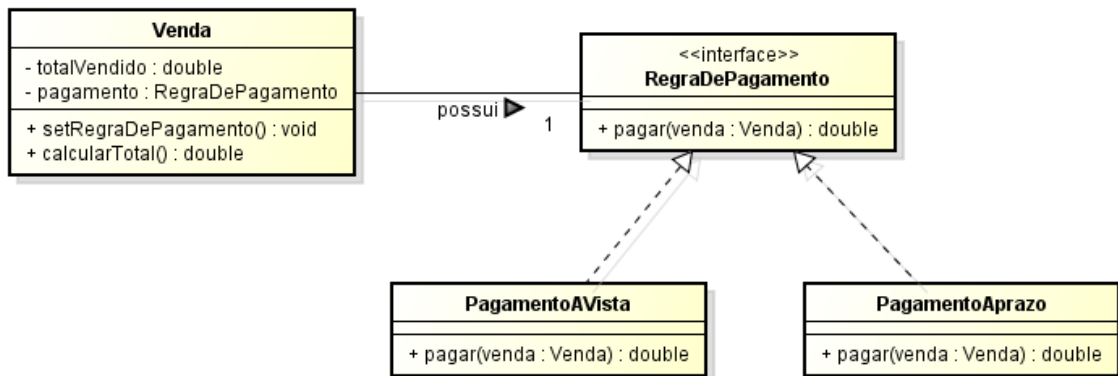 Venda
- totalVendido : double
- pagamento : RegraDePagamento
+ setRegraDePagamento() : void
+ calcularTotal() : double
possui
1
<<interface>>
RegraDePagamento
+ pagar(venda : Venda) : double
PagamentoAVista
+ pagar(venda : Venda) : double
PagamentoAprazo
+ pagar(venda : Venda) : double